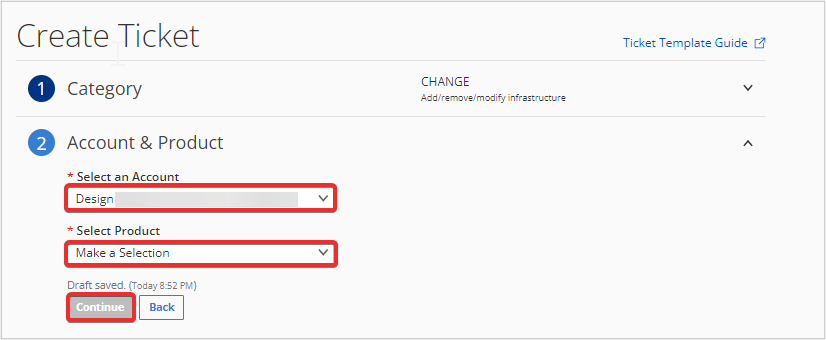 Create Ticket
Ticket Template Guide
1 Category
CHANGE
Add/remove/modify infrastructure
2 Account & Product
* Select an Account
Design
* Select Product
Make a Selection
Draft saved. (Today 8:52 PM)
Continue Back